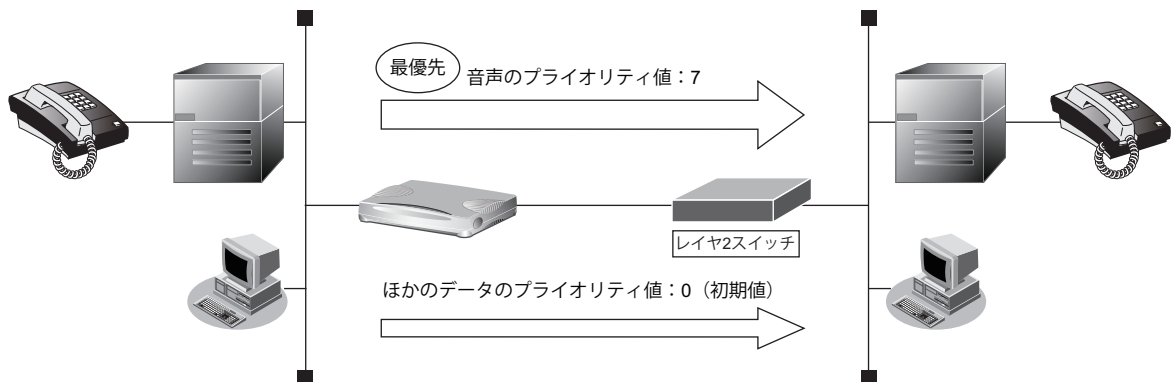 最優先
音声のプライオリティ値：7
レイヤ2スイッチ
ほかのデータのプライオリティ値：0（初期値）